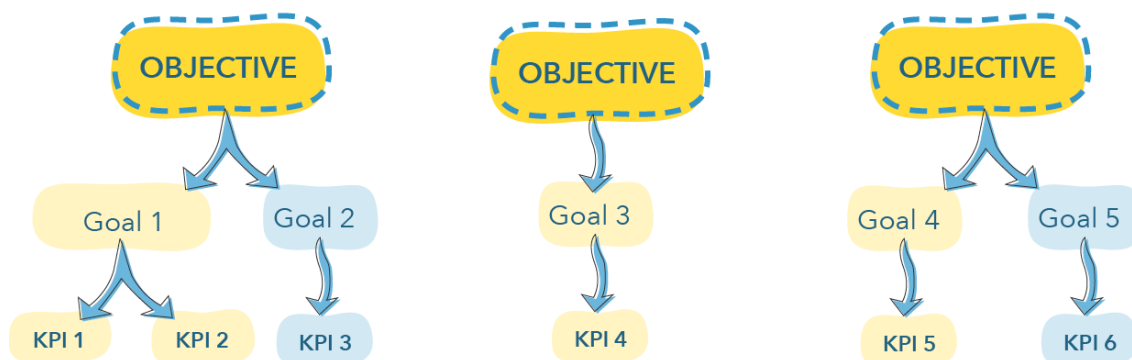 OBJECTIVE
OBJECTIVE
OBJECTIVE
Goal 1
Goal 2
Goal 3
Goal 4
Goal 5
KPI 1
KPI 2
KPI 3
KPI 4
KPI 5
KPI 6